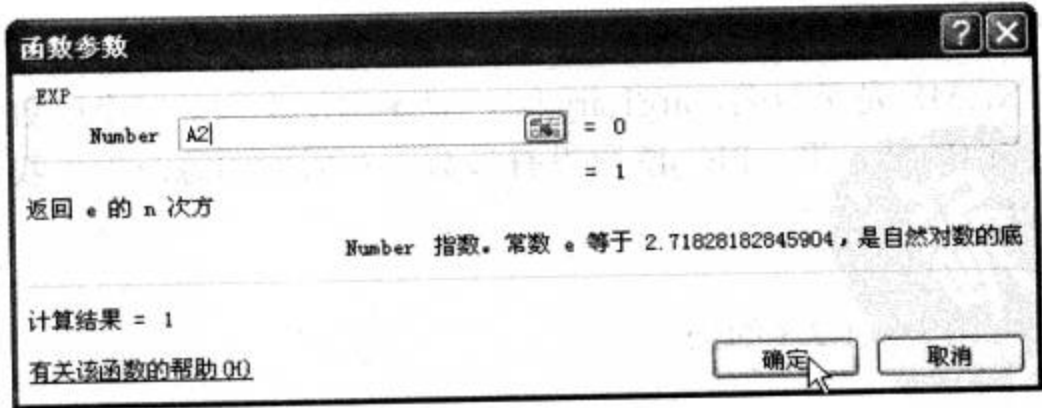 函数参数
EXP
Number A2 = 0
= 1
返回 e 的 n 次方
Number 指数。常数 e 等于 2.71828182845904，是自然对数的底
计算结果 = 1
有关该函数的帮助(H)
确定 取消